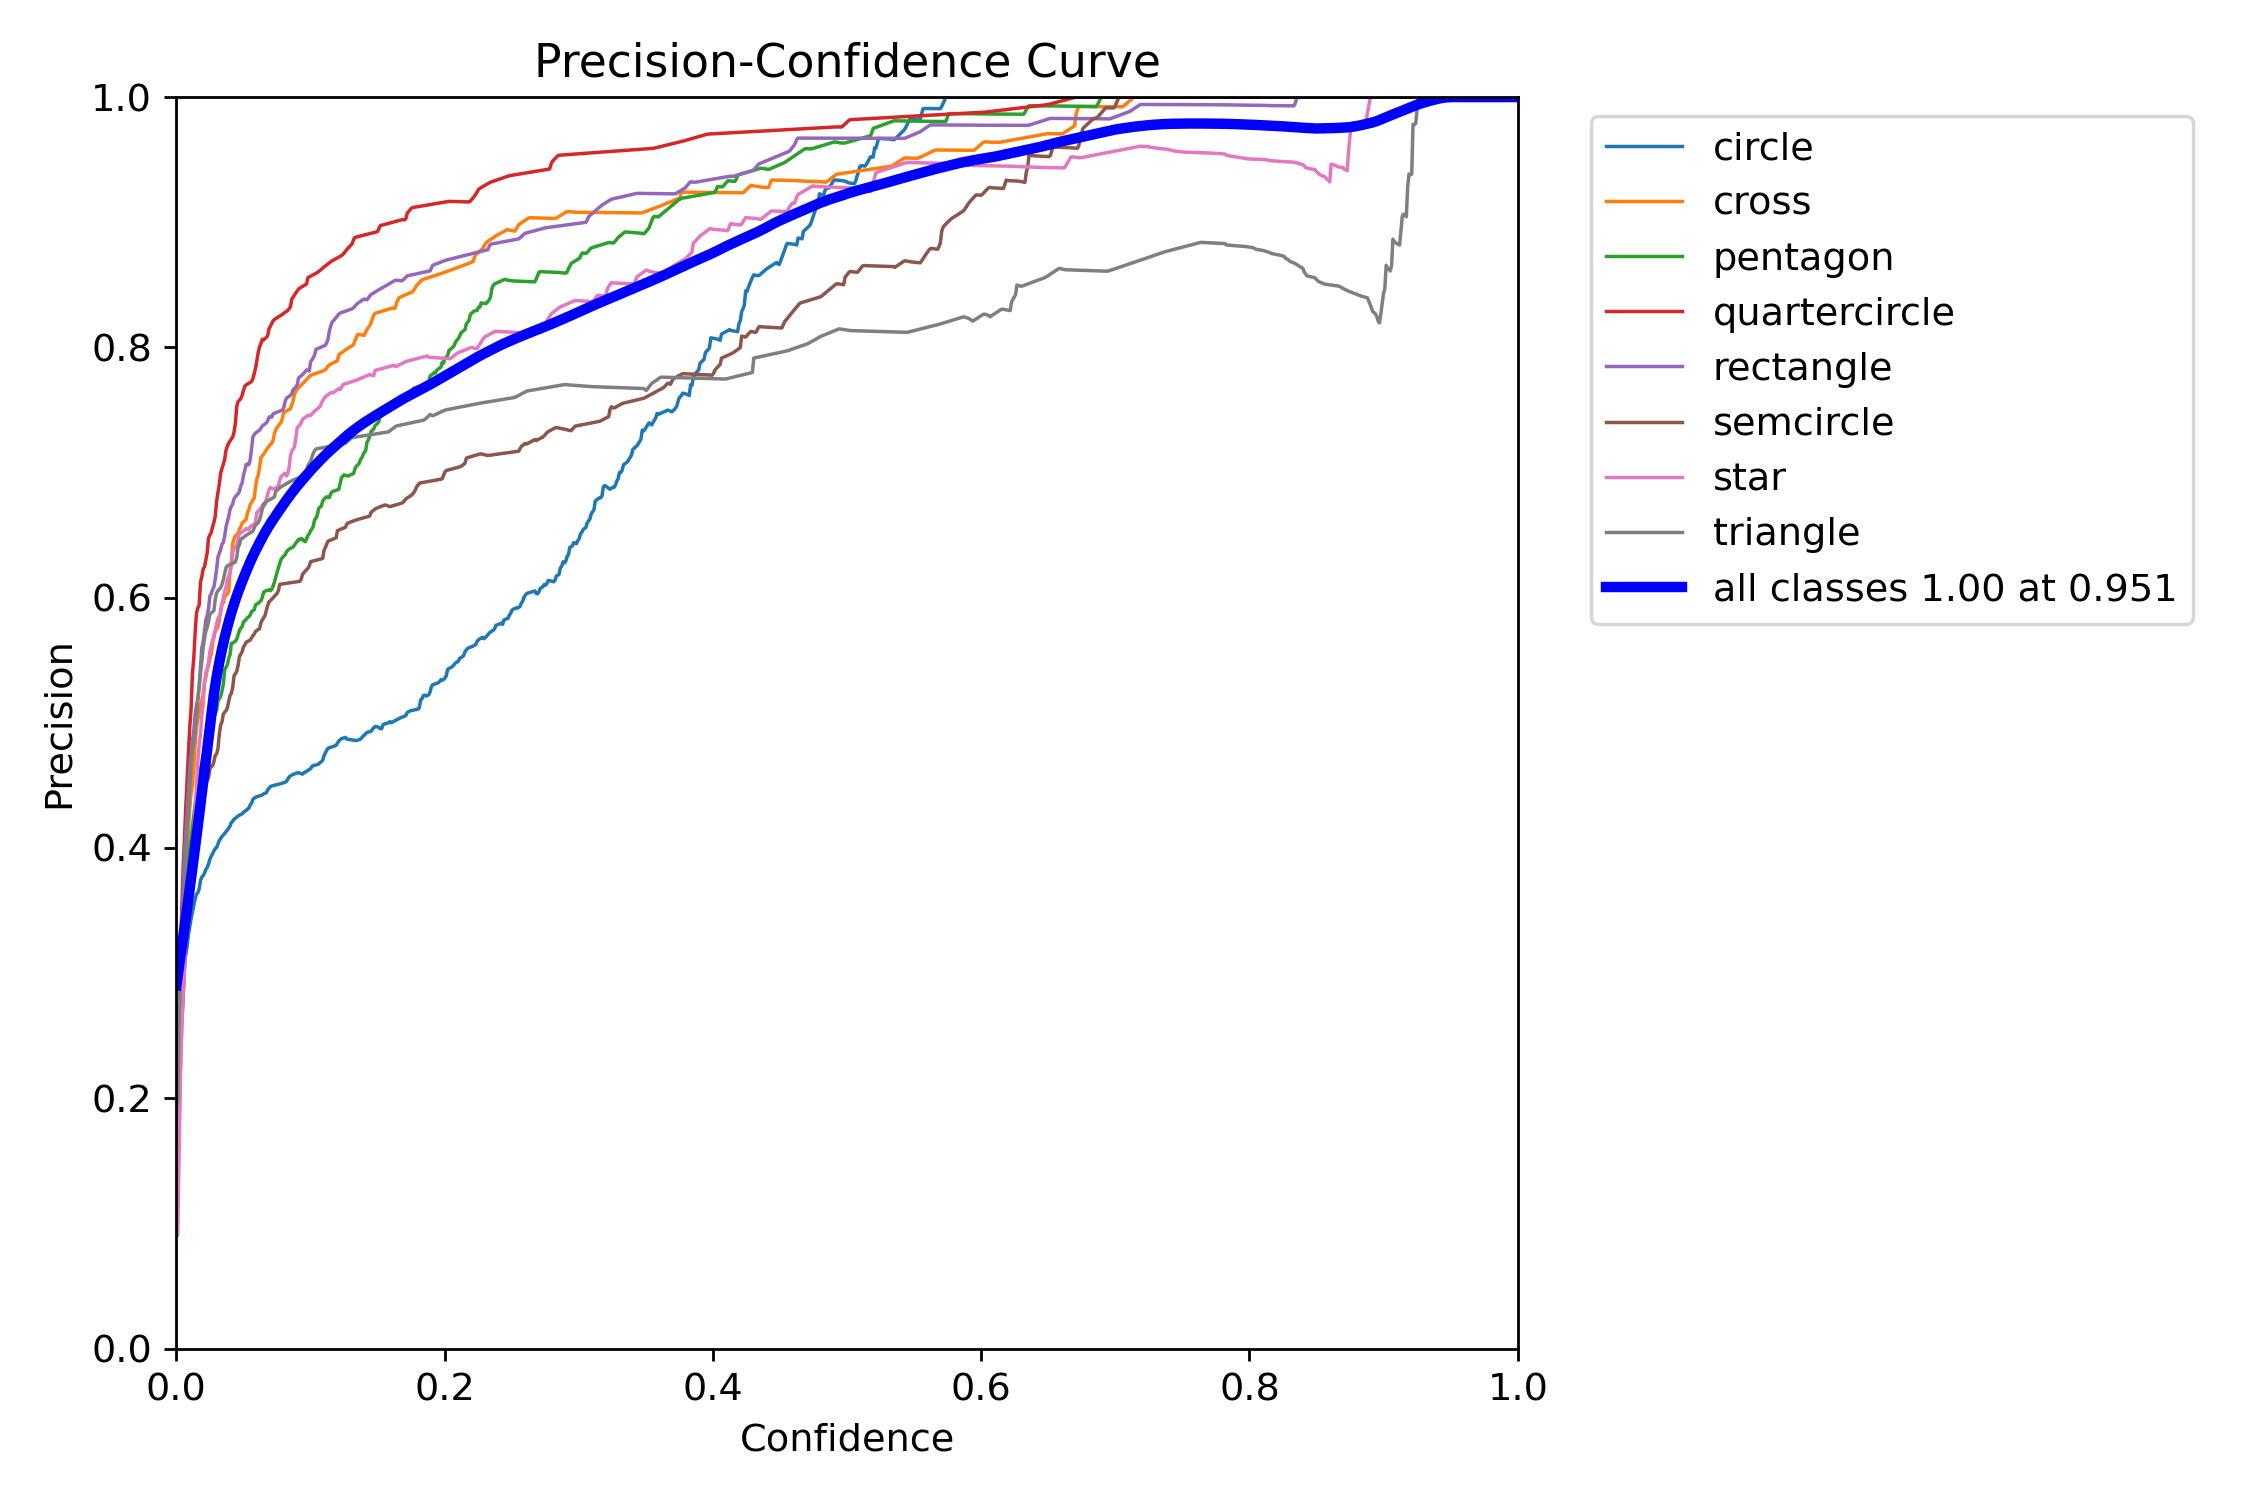 Precision-Confidence Curve
1.0
0.8
0.6
0.4
0.2
0.0
Precision
0.0 0.2 0.4 0.6 0.8 1.0
Confidence
circle
cross
pentagon
quartercircle
rectangle
semcircle
star
triangle
all classes 1.00 at 0.951